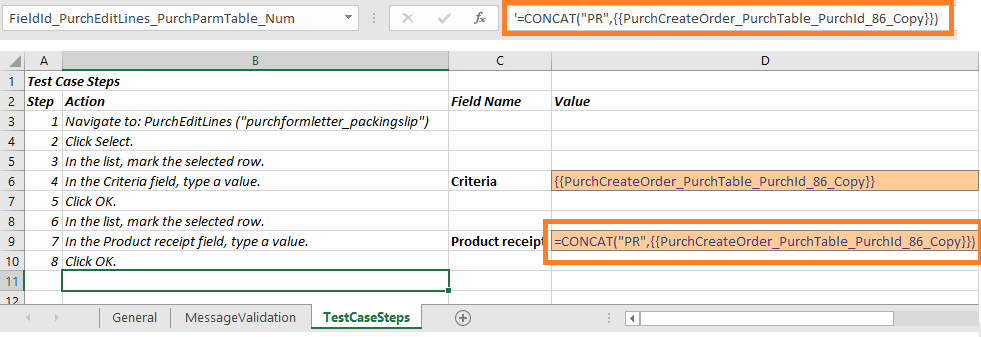 FieldId_PurchEditLines_PurchParmTable_Num fx '=CONCAT("PR",{{PurchCreateOrder_PurchTable_PurchId_86_Copy}})
A B C D
1 Test Case Steps
2 Step Action Field Name Value
3 1 Navigate to: PurchEditLines ("purchformletter_packingslip")
4 2 Click Select.
5 3 In the list, mark the selected row.
6 4 In the Criteria field, type a value. Criteria {{PurchCreateOrder_PurchTable_PurchId_86_Copy}}
7 5 Click OK.
8 6 In the list, mark the selected row.
9 7 In the Product receipt field, type a value. Product receipt =CONCAT("PR",{{PurchCreateOrder_PurchTable_PurchId_86_Copy}})
10 8 Click OK.
11
12
General MessageValidation TestCaseSteps